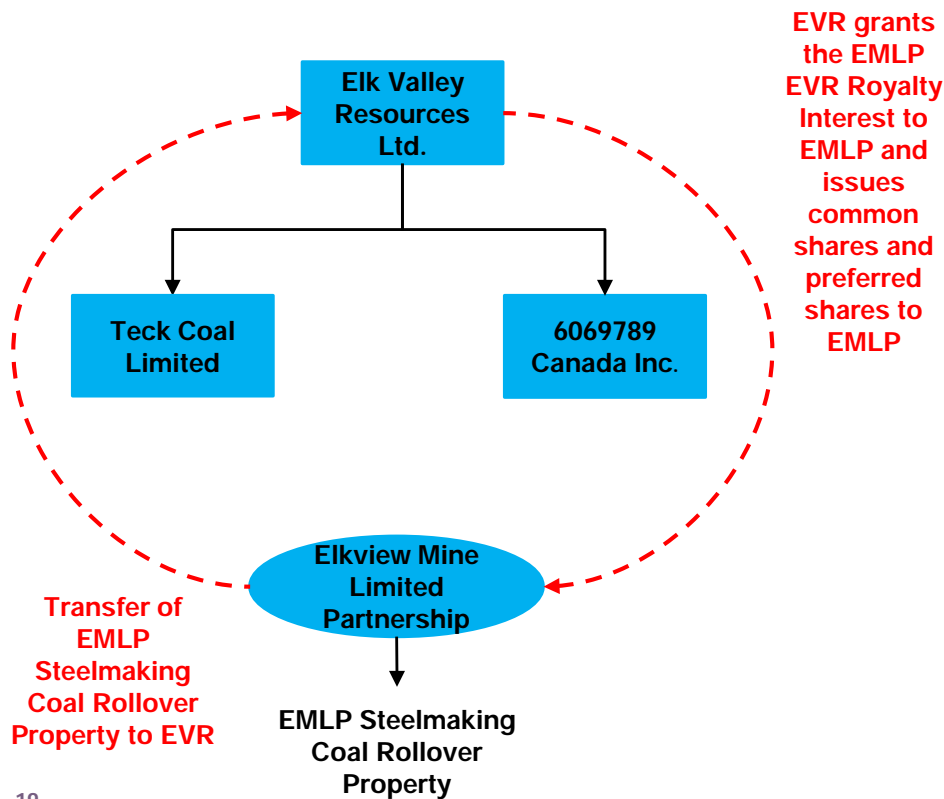 EVR grants
the EMLP
EVR Royalty
Interest to
EMLP and
issues
common
shares and
preferred
shares to
EMLP
Elk Valley
Resources
Ltd.
Teck Coal
Limited
6069789
Canada Inc.
Elkview Mine
Limited
Partnership
Transfer of
EMLP
Steelmaking
Coal Rollover
Property to EVR
EMLP Steelmaking
Coal Rollover
Property